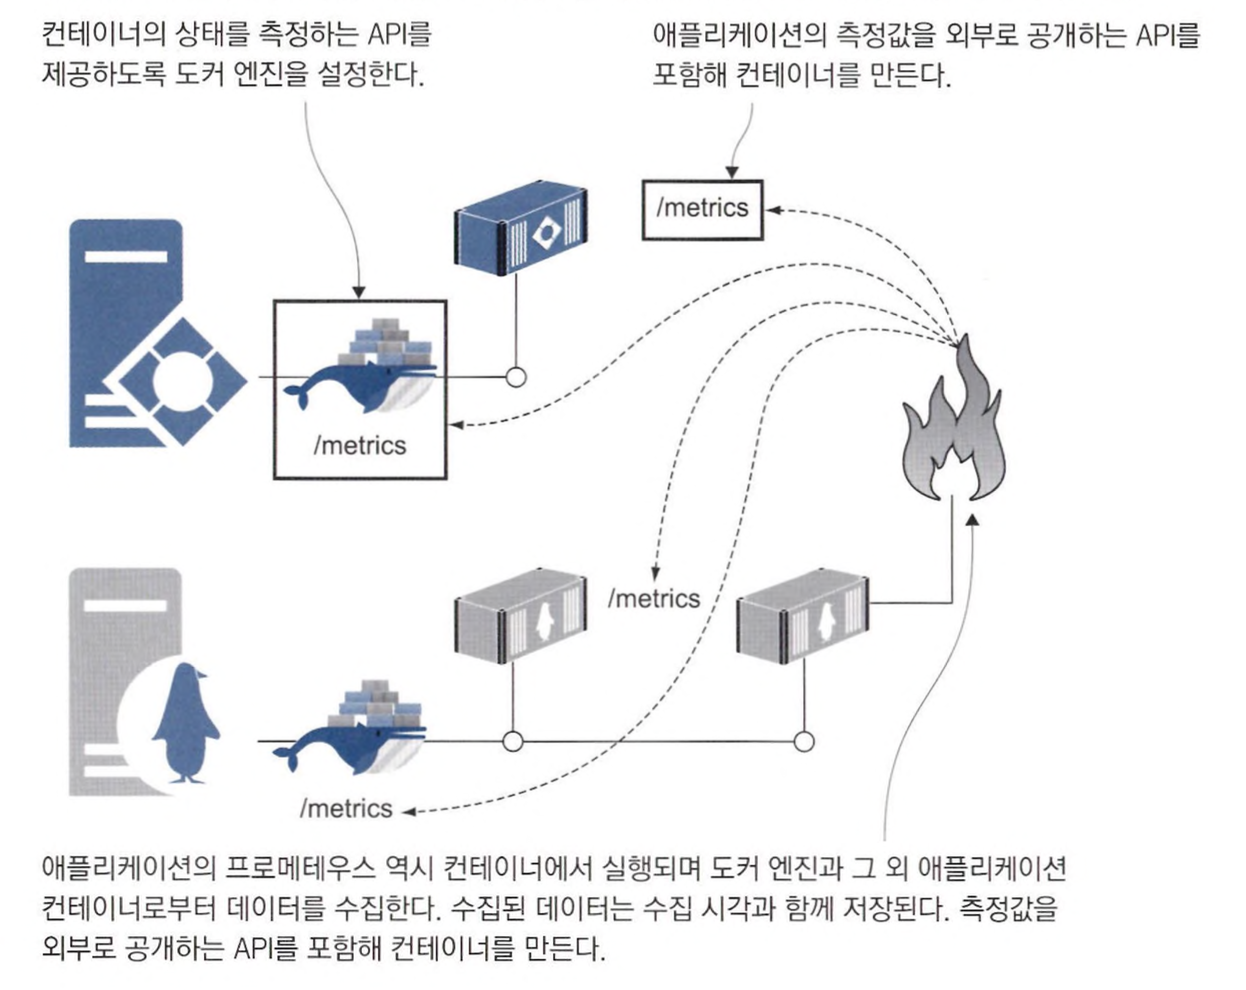 컨테이너의 상태를 측정하는 API를
제공하도록 도커 엔진을 설정한다.
애플리케이션의 측정값을 외부로 공개하는 API를
포함해 컨테이너를 만든다.
/metrics
/metrics
/metrics
/metrics
애플리케이션의 프로메테우스 역시 컨테이너에서 실행되며 도커 엔진과 그 외 애플리케이션
컨테이너로부터 데이터를 수집한다. 수집된 데이터는 수집 시각과 함께 저장된다. 측정값을
외부로 공개하는 API를 포함해 컨테이너를 만든다.